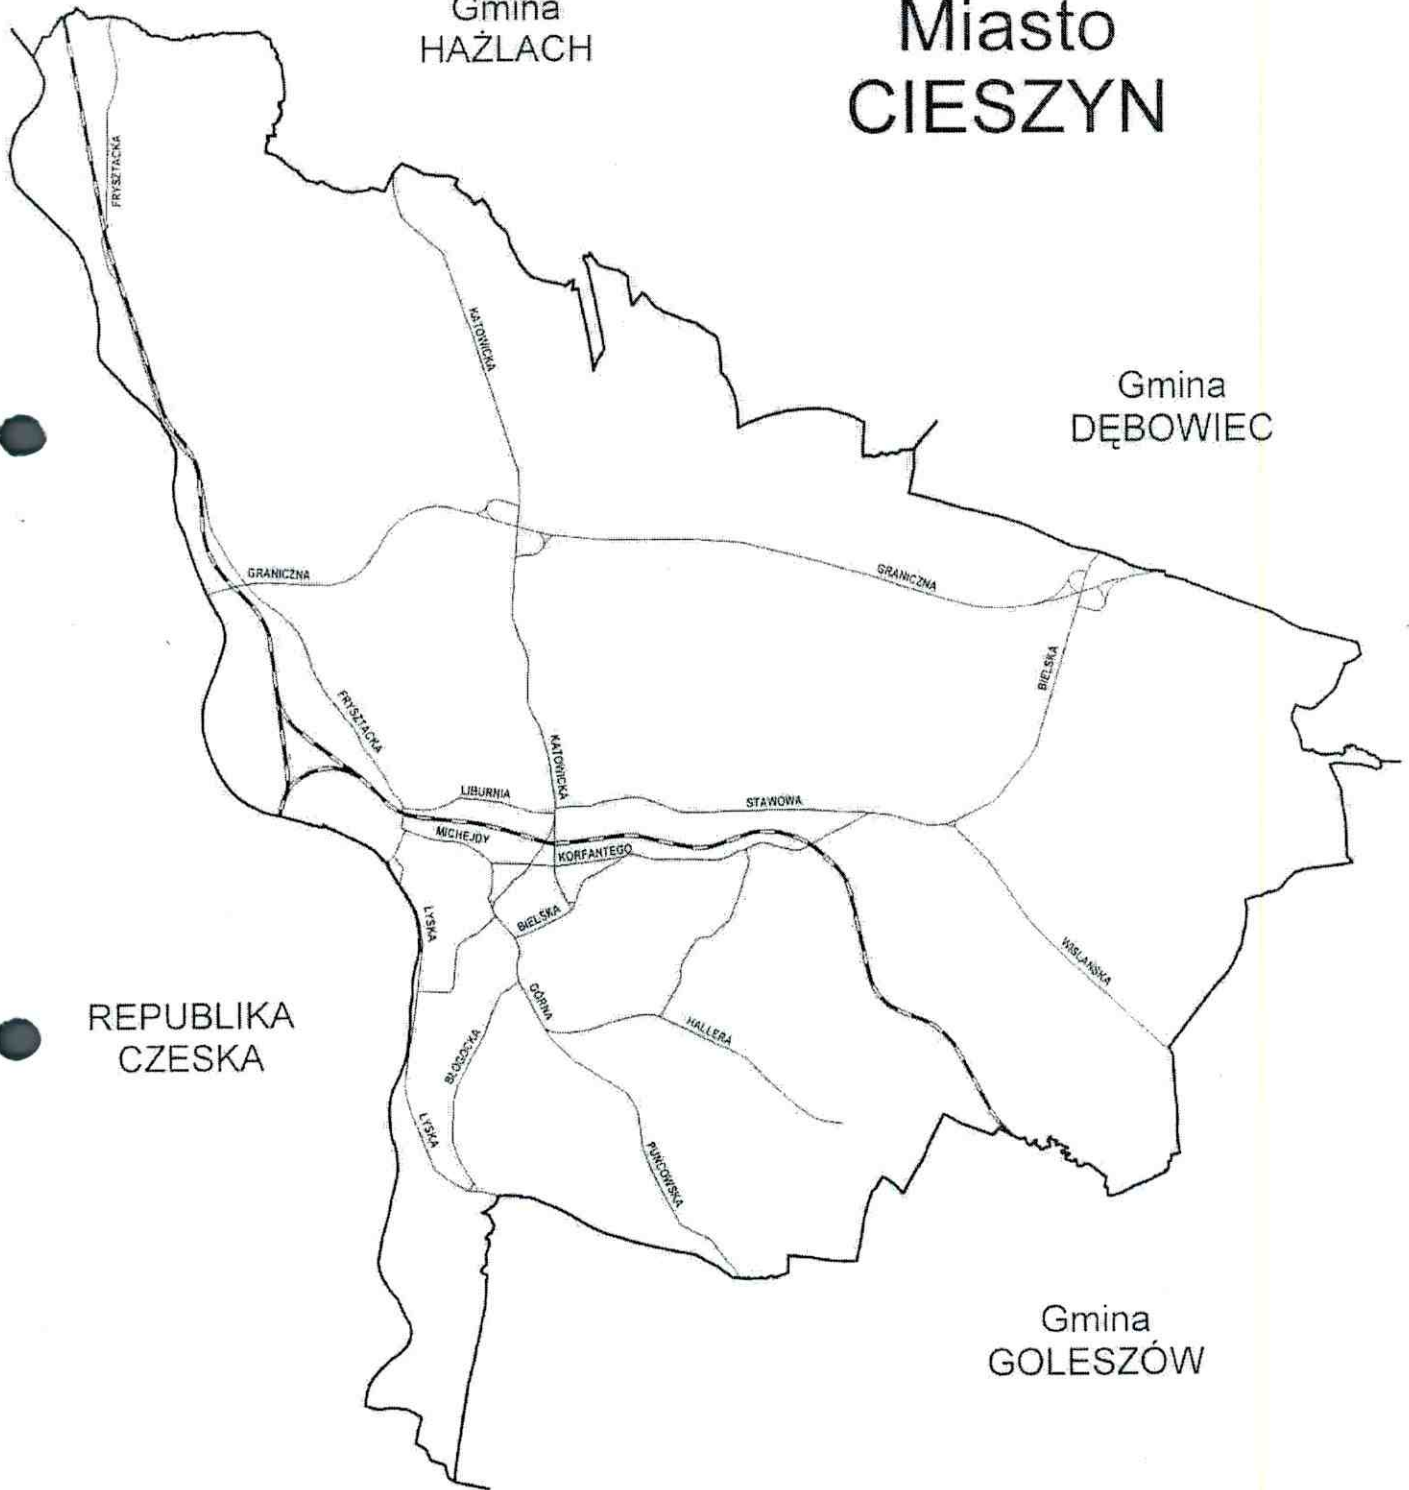 Gmina
HAŻLACH
Miasto
CIESZYN
FRYSZTACKA
KATOWICKA
Gmina
DĘBOWIEC
GRANICZNA
GRANICZNA
BIELSKA
FRYSZTACKA
KATOWICKA
LIBURNIA
STAWOWA
MICHEJDY
KORFANTEGO
ŁYSKA
BIELSKA
WIŚLAŃSKA
GÓRNA
HALLERA
BŁOGOCKA
REPUBLIKA
CZESKA
ŁYSKA
PUŃCOWSKA
Gmina
GOLESZÓW